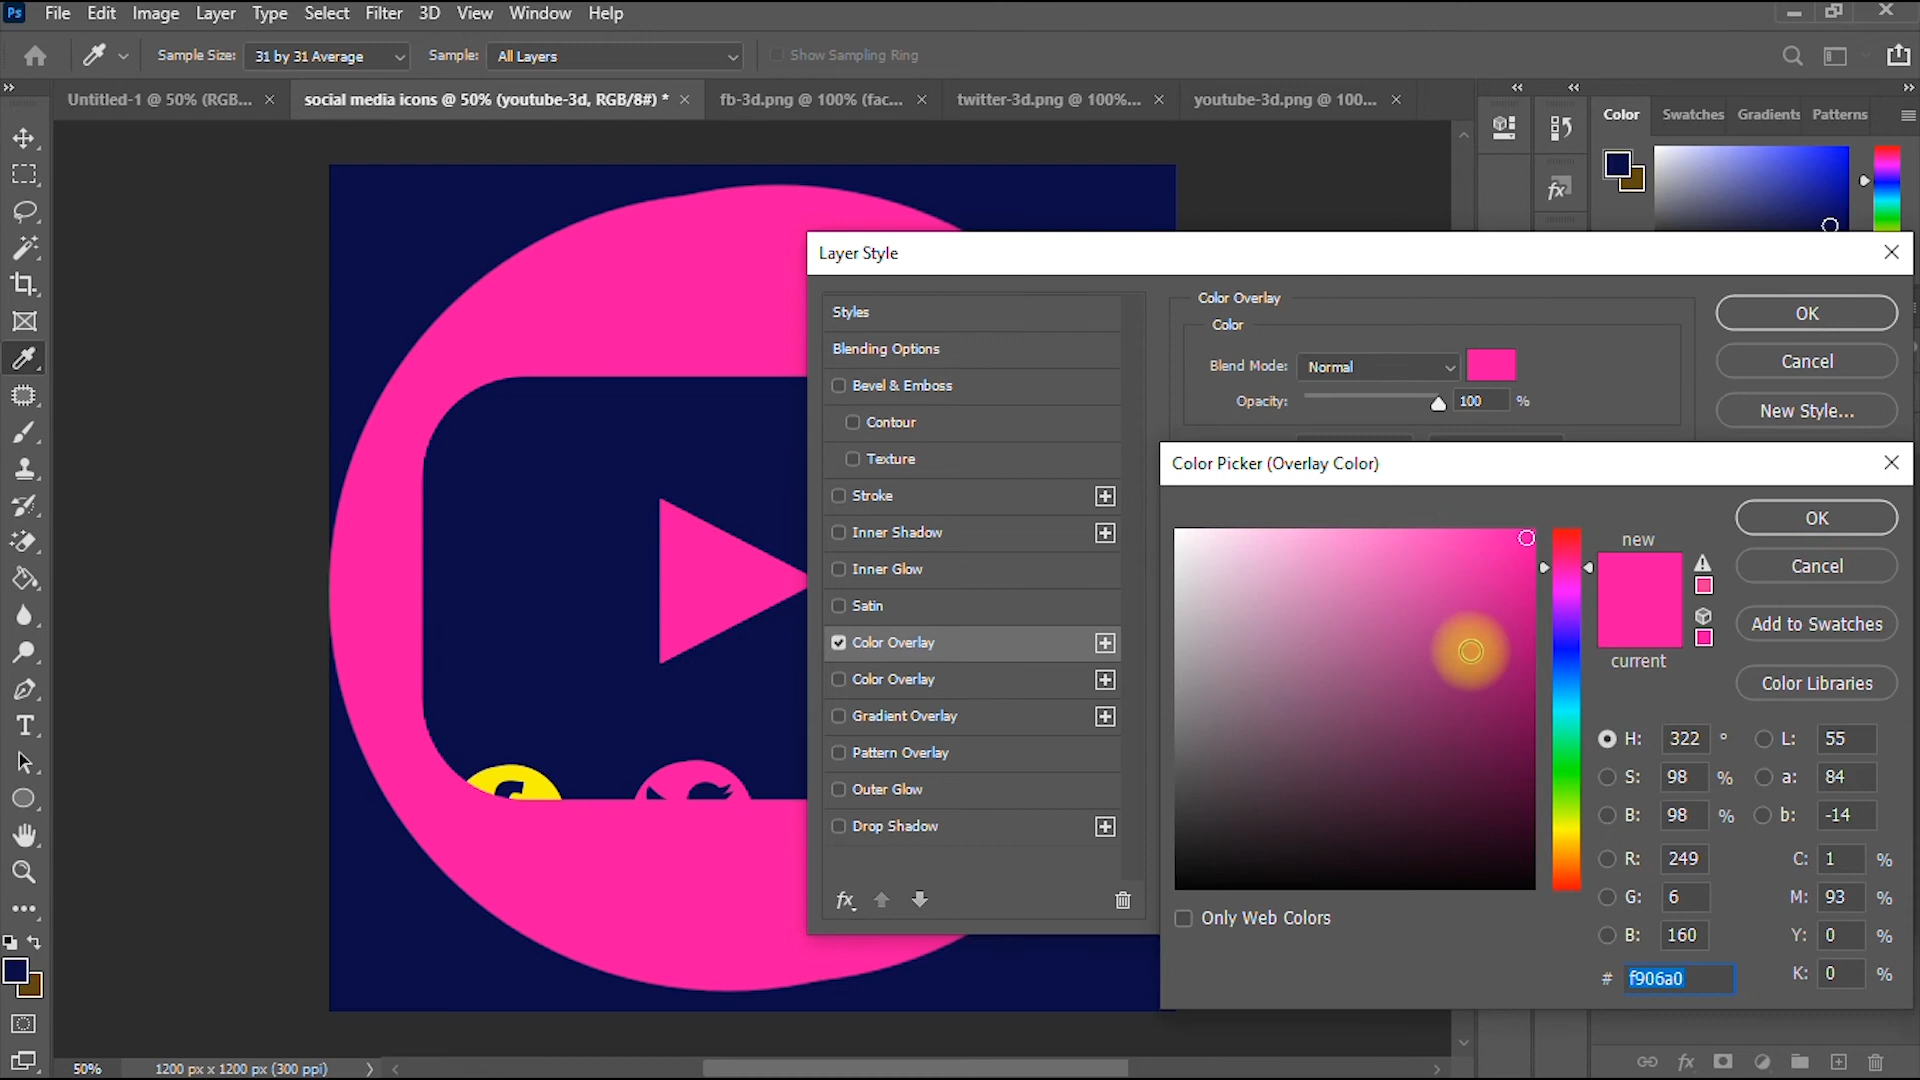 Ps File Edit Image Layer Type Select Filter 3D View Window Help
Sample Size: 31 by 31 Average Sample: All Layers Show Sampling Ring
Untitled-1 @ 50% (RGB... social media icons @ 50% (youtube-3d, RGB/8#) * fb-3d.png @ 100% (fac... twitter-3d.png @ 100%... youtube-3d.png @ 100...
Color Swatches Gradients Patterns
Layer Style
Styles
Blending Options
Bevel & Emboss
Contour
Texture
Stroke
Inner Shadow
Inner Glow
Satin
Color Overlay
Color Overlay
Gradient Overlay
Pattern Overlay
Outer Glow
Drop Shadow
fx
Color Overlay
Color
Blend Mode: Normal
Opacity: 100 %
OK
Cancel
New Style...
Color Picker (Overlay Color)
new
current
OK
Cancel
Add to Swatches
Color Libraries
H: 322 ° L: 55
S: 98 % a: 84
B: 98 % b: -14
R: 249 C: 1 %
G: 6 M: 93 %
B: 160 Y: 0 %
# f906a0 K: 0 %
Only Web Colors
T
fx
50% 1200 px x 1200 px (300 ppi)
fx